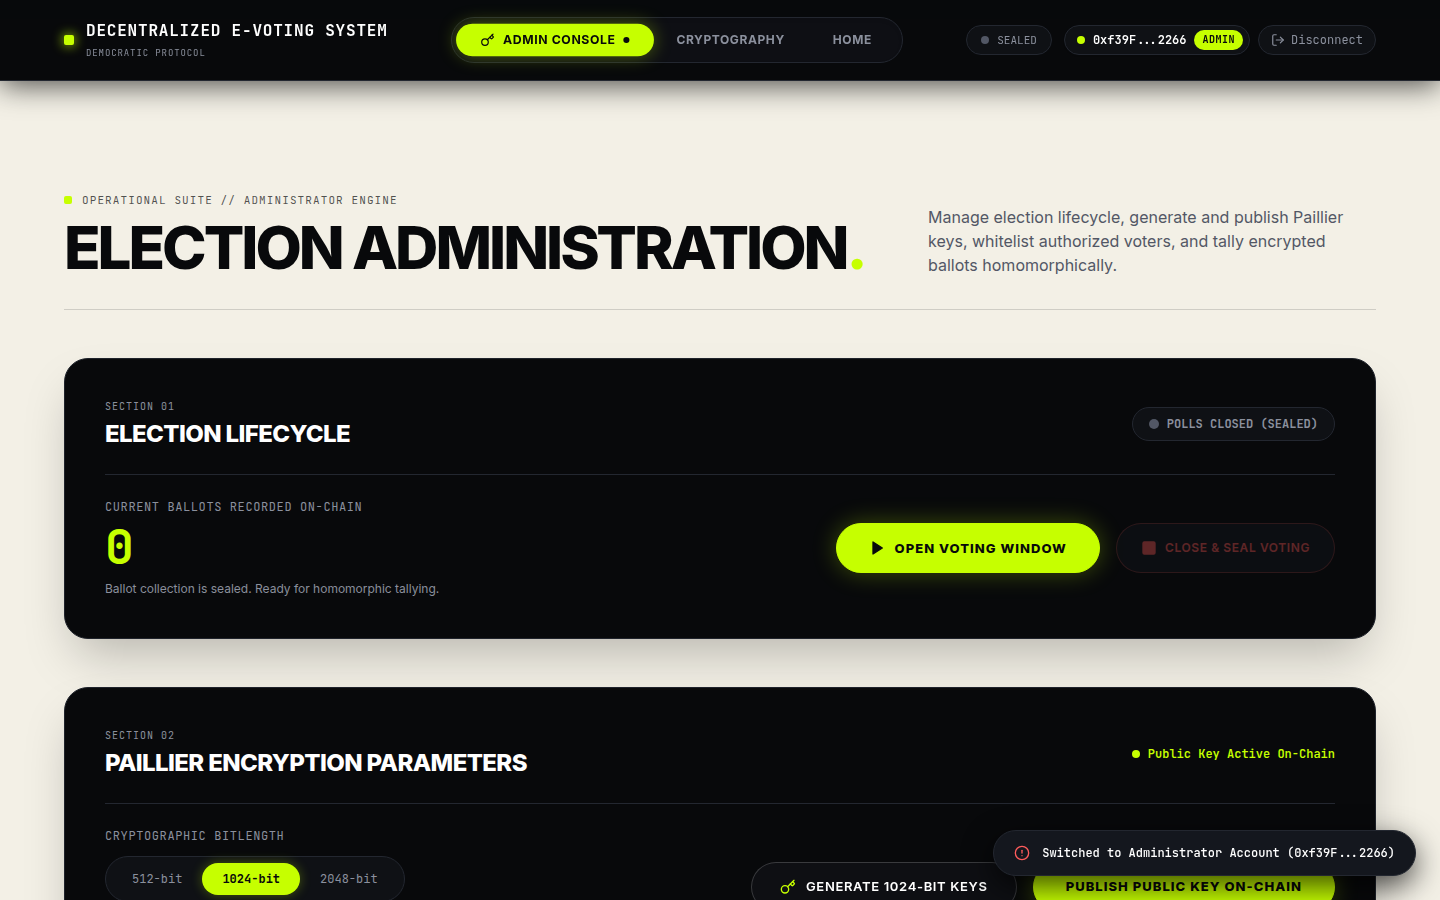 DECENTRALIZED E-VOTING SYSTEM
DEMOCRATIC PROTOCOL
ADMIN CONSOLE
CRYPTOGRAPHY
HOME
SEALED
0xf39F...2266
ADMIN
Disconnect
OPERATIONAL SUITE // ADMINISTRATOR ENGINE
ELECTION ADMINISTRATION.
Manage election lifecycle, generate and publish Paillier
keys, whitelist authorized voters, and tally encrypted
ballots homomorphically.
SECTION 01
ELECTION LIFECYCLE
POLLS CLOSED (SEALED)
CURRENT BALLOTS RECORDED ON-CHAIN
0
Ballot collection is sealed. Ready for homomorphic tallying.
OPEN VOTING WINDOW
CLOSE & SEAL VOTING
SECTION 02
PAILLIER ENCRYPTION PARAMETERS
Public Key Active On-Chain
CRYPTOGRAPHIC BITLENGTH
512-bit
1024-bit
2048-bit
GENERATE 1024-BIT KEYS
PUBLISH PUBLIC KEY ON-CHAIN
Switched to Administrator Account (0xf39F...2266)